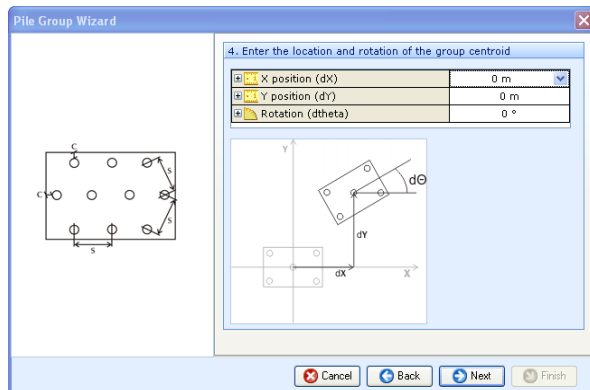 Pile Group Wizard
4. Enter the location and rotation of the group centroid
X position (dX) 0 m
Y position (dY) 0 m
Rotation (dtheta) 0 °
C
S
C
S
S
Y
dΘ
dY
dX
X
Cancel Back Next Finish